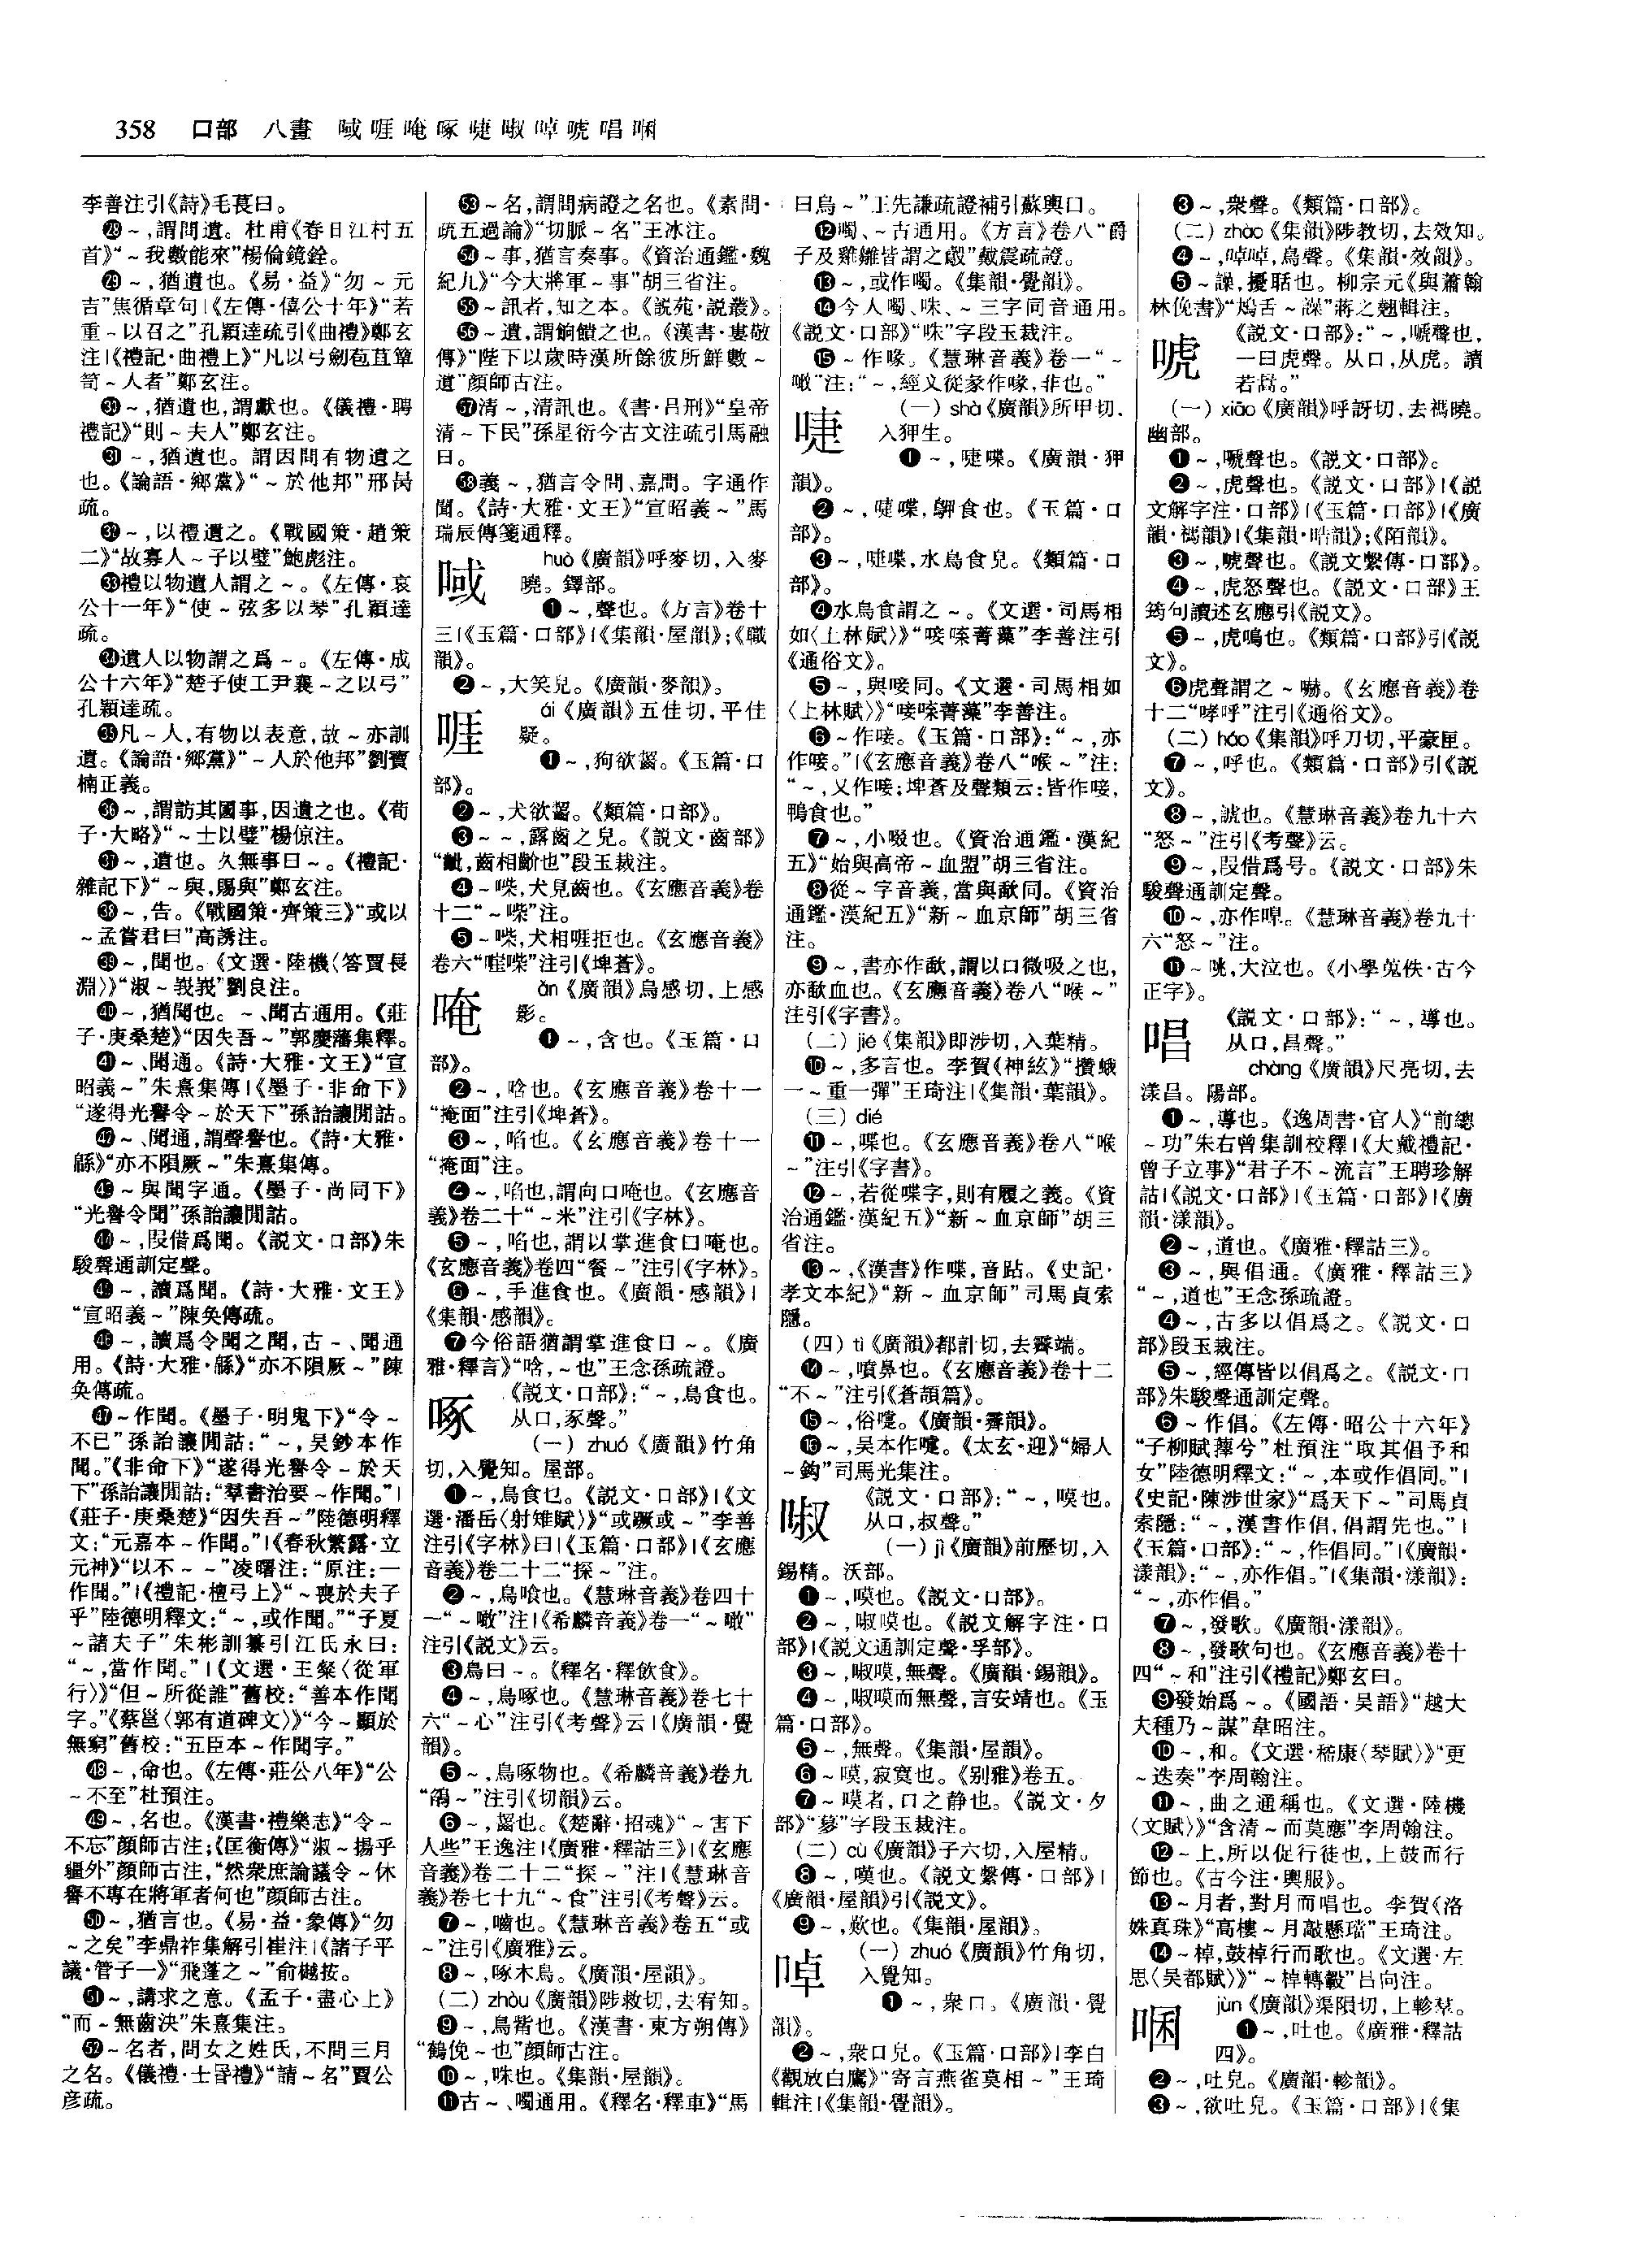 358 口部 八畫 㖪啀唵啄啑㗱啅唬唱㖥
李善注引《詩》毛萇曰。
㉘～,謂問遺。杜甫《春日江村五
首》“～我數能來”楊倫鏡銓。
㉙～,猶遺也。《易·益》“勿～元
吉”焦循章句|《左傳·僖公十年》“若
重～以召之”孔穎達疏引《曲禮》鄭玄
注|《禮記·曲禮上》“凡以弓劒苞苴簞
笥～人者”鄭玄注。
㉚～,猶遺也,謂獻也。《儀禮·聘
禮記》“則～夫人”鄭玄注。
㉛～,猶遺也。謂因問有物遺之
也。《論語·鄉黨》“～於他邦”邢昺
疏。
㉜～,以禮遺之。《戰國策·趙策
二》“故寡人～子以璧”鮑彪注。
㉝禮以物遺人謂之～。《左傳·哀
公十一年》“使～弦多以琴”孔穎達
疏。
㉞遺人以物謂之爲～。《左傳·成
公十六年》“楚子使工尹襄～之以弓”
孔穎達疏。
㉟凡～人,有物以表意,故～亦訓
遺。《論語·鄉黨》“～人於他邦”劉寶
楠正義。
㊱～,謂訪其國事,因遺之也。《荀
子·大略》“～士以璧”楊倞注。
㊲～,遺也。久無事曰～。《禮記·
雜記下》“～與,賜與”鄭玄注。
㊳～,告。《戰國策·齊策三》“或以
～孟嘗君曰”高誘注。
㊴～,聞也。《文選·陸機〈答賈長
淵〉》“淑～峩峩”劉良注。
㊵～,猶聞也。～、聞古通用。《莊
子·庚桑楚》“因失吾～”郭慶藩集釋。
㊶～、聞通。《詩·大雅·文王》“宣
昭義～”朱熹集傳|《墨子·非命下》
“遂得光譽令～於天下”孫詒讓閒詁。
㊷～、聞通,謂聲譽也。《詩·大雅·
緜》“亦不隕厥～”朱熹集傳。
㊸～與聞字通。《墨子·尚同下》
“光譽令聞”孫詒讓閒詁。
㊹～,叚借爲聞。《説文·口部》朱
駿聲通訓定聲。
㊺～,讀爲聞。《詩·大雅·文王》
“宣昭義～”陳奂傳疏。
㊻～,讀爲令聞之聞,古～、聞通
用。《詩·大雅·緜》“亦不隕厥～”陳
奂傳疏。
㊼～作聞。《墨子·明鬼下》“令～
不已”孫詒讓閒詁:“～,吴鈔本作
聞。”《非命下》“遂得光譽令～於天
下”孫詒讓閒詁:“羣書治要～作聞。”|
《莊子·庚桑楚》“因失吾～”陸德明釋
文:“元嘉本～作聞。”|《春秋繁露·立
元神》“以不～～”凌曙注:“原注:一
作聞。”|《禮記·檀弓上》“～喪於夫子
乎”陸德明釋文:“～,或作聞。”“子夏
～諸夫子”朱彬訓纂引江氏永曰:
“～,當作聞。”|《文選·王粲〈從軍
行〉》“但～所從誰”舊校:“善本作聞
字。”《蔡邕〈郭有道碑文〉》“今～顯於
無窮”舊校:“五臣本～作聞字。”
㊽～,命也。《左傳·莊公八年》“公
～不至”杜預注。
㊾～,名也。《漢書·禮樂志》“令～
不忘”顔師古注;《匡衡傳》“淑～揚乎
疆外”顔師古注,“然衆庶論議令～休
譽不專在將軍者何也”顔師古注。
㊿～,猶言也。《易·益·象傳》“勿
～之矣”李鼎祚集解引崔注|《諸子平
議·管子一》“飛蓬之～”俞樾按。
51～,講求之意。《孟子·盡心上》
“而～無齒決”朱熹集注。
52～名者,問女之姓氏,不問三月
之名。《儀禮·士昏禮》“請～名”賈公
彦疏。
53～名,謂問病證之名也。《素問·
疏五過論》“切脈～名”王冰注。
54～事,猶言奏事。《資治通鑑·魏
紀九》“今大將軍～事”胡三省注。
55～訊者,知之本。《説苑·説叢》。
56～遺,謂餉饋之也。《漢書·婁敬
傳》“陛下以歲時漢所餘彼所鮮數～
遺”顔師古注。
57清～,清訊也。《書·吕刑》“皇帝
清～下民”孫星衍今古文注疏引馬融
曰。
58義～,猶言令問、嘉問。字通作
聞。《詩·大雅·文王》“宣昭義～”馬
瑞辰傳箋通釋。
㖪 huò《廣韻》呼麥切,入麥
曉。鐸部。
❶～,聲也。《方言》卷十
三|《玉篇·口部》|《集韻·屋韻》;《職
韻》。
❷～,大笑皃。《廣韻·麥韻》。
啀 ái《廣韻》五佳切,平佳
疑。
❶～,狗欲齧。《玉篇·口
部》。
❷～,犬欲齧。《類篇·口部》。
❸～～,露齒之皃。《説文·齒部》
“齜,齒相齘也”段玉裁注。
❹～喍,犬見齒也。《玄應音義》卷
十二“～喍”注。
❺～喍,犬相啀拒也。《玄應音義》
卷六“嘊喍”注引《埤蒼》。
唵 ǎn《廣韻》烏感切,上感
影。
❶～,含也。《玉篇·口
部》。
❷～,唅也。《玄應音義》卷十一
“掩面”注引《埤蒼》。
❸～,啗也。《玄應音義》卷十一
“掩面”注。
❹～,啗也,謂向口唵也。《玄應音
義》卷二十“～米”注引《字林》。
❺～,啗也,謂以掌進食口唵也。
《玄應音義》卷四“餐～”注引《字林》。
❻～,手進食也。《廣韻·感韻》|
《集韻·感韻》。
❼今俗語猶謂掌進食曰～。《廣
雅·釋言》“唅,～也”王念孫疏證。
啄 《説文·口部》:“～,鳥食也。
从口,豖聲。”
(一) zhuó《廣韻》竹角
切,入覺知。屋部。
❶～,鳥食也。《説文·口部》|《文
選·潘岳〈射雉賦〉》“或蹶或～”李善
注引《字林》曰|《玉篇·口部》|《玄應
音義》卷二十二“探～”注。
❷～,鳥喰也。《慧琳音義》卷四十
一“～噉”注|《希麟音義》卷一“～噉”
注引《説文》云。
❸鳥曰～。《釋名·釋飲食》。
❹～,鳥啄也。《慧琳音義》卷七十
六“～心”注引《考聲》云|《廣韻·覺
韻》。
❺～,鳥啄物也。《希麟音義》卷九
“鵮～”注引《切韻》云。
❻～,齧也。《楚辭·招魂》“～害下
人些”王逸注|《廣雅·釋詁三》|《玄應
音義》卷二十二“探～”注|《慧琳音
義》卷七十九“～食”注引《考聲》云。
❼～,嚙也。《慧琳音義》卷五“或
～”注引《廣雅》云。
❽～,啄木鳥。《廣韻·屋韻》。
(二) zhòu《廣韻》陟救切,去宥知。
❾～,鳥觜也。《漢書·東方朔傳》
“鶴俛～也”顔師古注。
❿～,咮也。《集韻·屋韻》。
⓫古～、噣通用。《釋名·釋車》“馬
曰烏～”王先謙疏證補引蘇輿曰。
⓬噣、～古通用。《方言》卷八“爵
子及雞雛皆謂之鷇”戴震疏證。
⓭～,或作噣。《集韻·覺韻》。
⓮今人噣、咮、～三字同音通用。
《説文·口部》“咮”字段玉裁注。
⓯～作喙。《慧琳音義》卷一“～
噉”注:“～,經文從彖作喙,非也。”
啑 (一) shà《廣韻》所甲切,
入狎生。
❶～,啑喋。《廣韻·狎
韻》。
❷～,啑喋,鸊食也。《玉篇·口
部》。
❸～,啑喋,水鳥食皃。《類篇·口
部》。
❹水鳥食謂之～。《文選·司馬相
如〈上林賦〉》“唼喋菁藻”李善注引
《通俗文》。
❺～,與唼同。《文選·司馬相如
〈上林賦〉》“唼喋菁藻”李善注。
❻～作唼。《玉篇·口部》:“～,亦
作唼。”|《玄應音義》卷八“喉～”注:
“～,又作唼;埤蒼及聲類云:皆作唼,
鴨食也。”
❼～,小啜也。《資治通鑑·漢紀
五》“始與高帝～血盟”胡三省注。
❽從～字音義,當與歃同。《資治
通鑑·漢紀五》“新～血京師”胡三省
注。
❾～,書亦作歃,謂以口微吸之也,
亦歃血也。《玄應音義》卷八“喉～”
注引《字書》。
(二) jié《集韻》即涉切,入葉精。
❿～,多言也。李賀《神絃》“攢蛾
一～重一彈”王琦注|《集韻·葉韻》。
(三) dié
⓫～,喋也。《玄應音義》卷八“喉
～”注引《字書》。
⓬～,若從喋字,則有履之義。《資
治通鑑·漢紀五》“新～血京師”胡三
省注。
⓭～,《漢書》作喋,音跕。《史記·
孝文本紀》“新～血京師”司馬貞索
隱。
(四) tì《廣韻》都計切,去霽端。
⓮～,噴鼻也。《玄應音義》卷十二
“不～”注引《蒼頡篇》。
⓯～,俗嚏。《廣韻·霽韻》。
⓰～,吴本作嚏。《太玄·迎》“婦人
～鈎”司馬光集注。
㗱 《説文·口部》:“～,嗼也。
从口,叔聲。”
(一) jì《廣韻》前歷切,入
錫精。沃部。
❶～,嗼也。《説文·口部》。
❷～,㗱嗼也。《説文解字注·口
部》|《説文通訓定聲·孚部》。
❸～,㗱嗼,無聲。《廣韻·錫韻》。
❹～,㗱嗼而無聲,言安靖也。《玉
篇·口部》。
❺～,無聲。《集韻·屋韻》。
❻～嗼,寂寞也。《别雅》卷五。
❼～嗼者,口之静也。《説文·夕
部》“夢”字段玉裁注。
(二) cù《廣韻》子六切,入屋精。
❽～,嘆也。《説文繫傳·口部》|
《廣韻·屋韻》引《説文》。
❾～,歎也。《集韻·屋韻》。
啅 (一) zhuó《廣韻》竹角切,
入覺知。
❶～,衆口。《廣韻·覺
韻》。
❷～,衆口皃。《玉篇·口部》|李白
《觀放白鷹》“寄言燕雀莫相～”王琦
輯注|《集韻·覺韻》。
❸～,衆聲。《類篇·口部》。
(二) zhào《集韻》陟教切,去效知。
❹～,啅啅,鳥聲。《集韻·效韻》。
❺～譟,擾聒也。柳宗元《與蕭翰
林俛書》“鴂舌～譟”蔣之翹輯注。
唬 《説文·口部》:“～,嗁聲也,
一曰虎聲。从口,从虎。讀
若暠。”
(一) xiāo《廣韻》呼訝切,去禡曉。
幽部。
❶～,嗁聲也。《説文·口部》。
❷～,虎聲也。《説文·口部》|《説
文解字注·口部》|《玉篇·口部》|《廣
韻·禡韻》|《集韻·㗲韻》;《陌韻》。
❸～,號聲也。《説文繫傳·口部》。
❹～,虎怒聲也。《説文·口部》王
筠句讀述玄應引《説文》。
❺～,虎鳴也。《類篇·口部》引《説
文》。
❻虎聲謂之～嚇。《玄應音義》卷
十二“哮呼”注引《通俗文》。
(二) háo《集韻》呼刀切,平豪匣。
❼～,呼也。《類篇·口部》引《説
文》。
❽～,諕也。《慧琳音義》卷九十六
“怒～”注引《考聲》云。
❾～,叚借爲号。《説文·口部》朱
駿聲通訓定聲。
❿～,亦作嘷。《慧琳音義》卷九十
六“怒～”注。
⓫～咷,大泣也。《小學蒐佚·古今
正字》。
唱 《説文·口部》:“～,導也。
从口,昌聲。”
chàng《廣韻》尺亮切,去
漾昌。陽部。
❶～,導也。《逸周書·官人》“前總
～功”朱右曾集訓校釋|《大戴禮記·
曾子立事》“君子不～流言”王聘珍解
詁|《説文·口部》|《玉篇·口部》|《廣
韻·漾韻》。
❷～,道也。《廣雅·釋詁三》。
❸～,與倡通。《廣雅·釋詁三》
“～,道也”王念孫疏證。
❹～,古多以倡爲之。《説文·口
部》段玉裁注。
❺～,經傳皆以倡爲之。《説文·口
部》朱駿聲通訓定聲。
❻～作倡。《左傳·昭公十六年》
“子柳賦蘀兮”杜預注“取其倡予和
女”陸德明釋文:“～,本或作倡同。”|
《史記·陳涉世家》“爲天下～”司馬貞
索隱:“～,漢書作倡,倡謂先也。”|
《玉篇·口部》:“～,作倡同。”|《廣韻·
漾韻》:“～,亦作倡。”|《集韻·漾韻》:
“～,亦作倡。”
❼～,發歌。《廣韻·漾韻》。
❽～,發歌句也。《玄應音義》卷十
四“～和”注引《禮記》鄭玄曰。
❾發始爲～。《國語·吴語》“越大
夫種乃～謀”韋昭注。
❿～,和。《文選·嵇康〈琴賦〉》“更
～迭奏”李周翰注。
⓫～,曲之通稱也。《文選·陸機
〈文賦〉》“含清～而莫應”李周翰注。
⓬～上,所以促行徒也,上鼓而行
節也。《古今注·輿服》。
⓭～月者,對月而唱也。李賀《洛
姝真珠》“高樓～月敲懸璫”王琦注。
⓮～棹,鼓棹行而歌也。《文選·左
思〈吴都賦〉》“～棹轉轂”吕向注。
㖥 jùn《廣韻》渠隕切,上軫羣。
❶～,吐也。《廣雅·釋詁
四》。
❷～,吐皃。《廣韻·軫韻》。
❸～,欲吐皃。《玉篇·口部》|《集